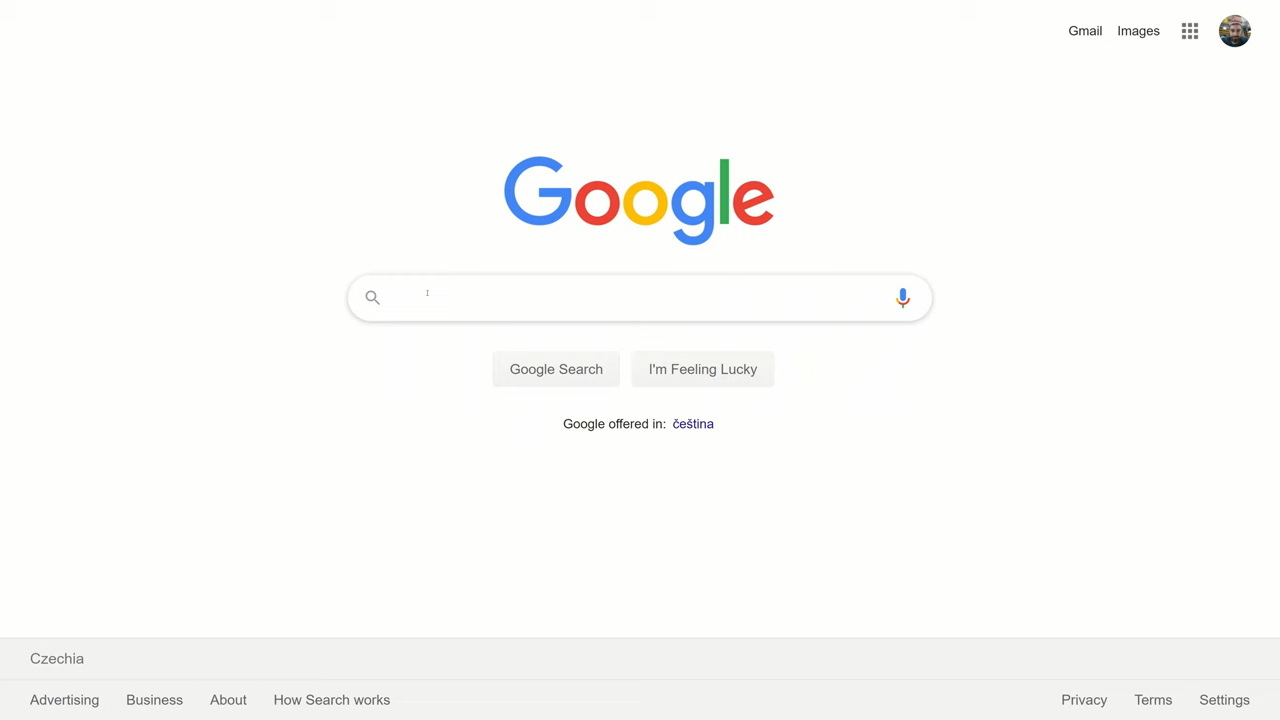 Gmail Images
Google
Google Search I'm Feeling Lucky
Google offered in: čeština
Czechia
Advertising Business About How Search works Privacy Terms Settings